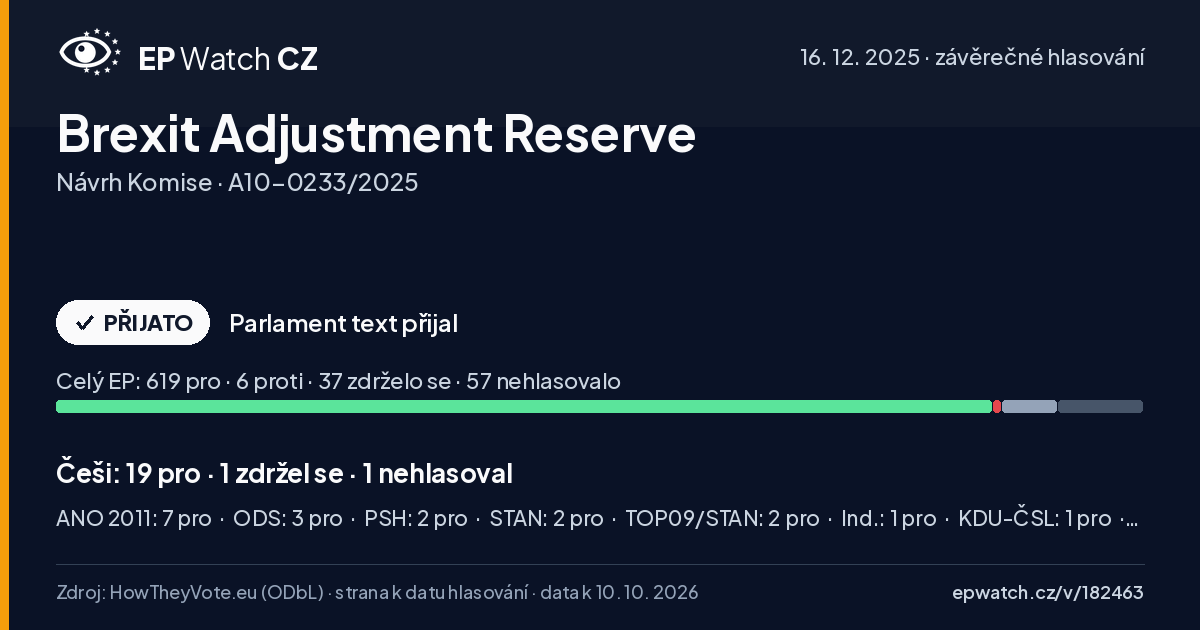 EP Watch CZ
16. 12. 2025 · závěrečné hlasování
Brexit Adjustment Reserve
Návrh Komise · A10–0233/2025
✓ PŘIJATO
Parlament text přijal
Celý EP: 619 pro · 6 proti · 37 zdrželo se · 57 nehlasovalo
Češi: 19 pro · 1 zdržel se · 1 nehlasoval
ANO 2011: 7 pro · ODS: 3 pro · PSH: 2 pro · STAN: 2 pro · TOP09/STAN: 2 pro · Ind.: 1 pro · KDU-ČSL: 1 pro ·…
Zdroj: HowTheyVote.eu (ODbL) · strana k datu hlasování · data k 10. 10. 2026
epwatch.cz/v/182463